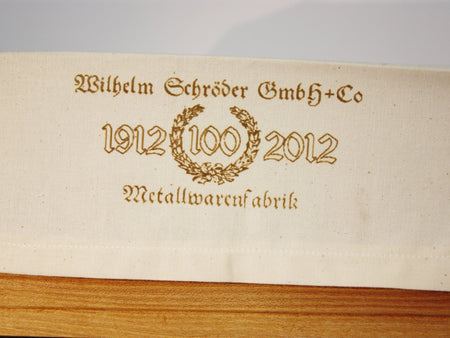 Wilhelm Schröder GmbH+Co
1912 100 2012
Metallwarenfabrik